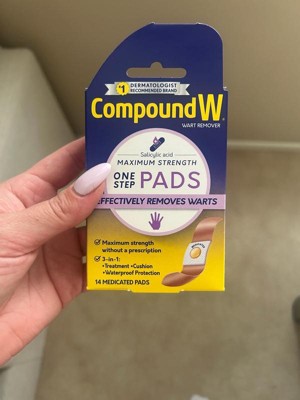 #1 DERMATOLOGIST
RECOMMENDED BRAND
CompoundW
WART REMOVER
Salicylic acid
MAXIMUM STRENGTH
ONE STEP PADS
EFFECTIVELY REMOVES WARTS
Maximum strength
without a prescription
3-in-1:
•Treatment •Cushion
•Waterproof Protection
14 MEDICATED PADS